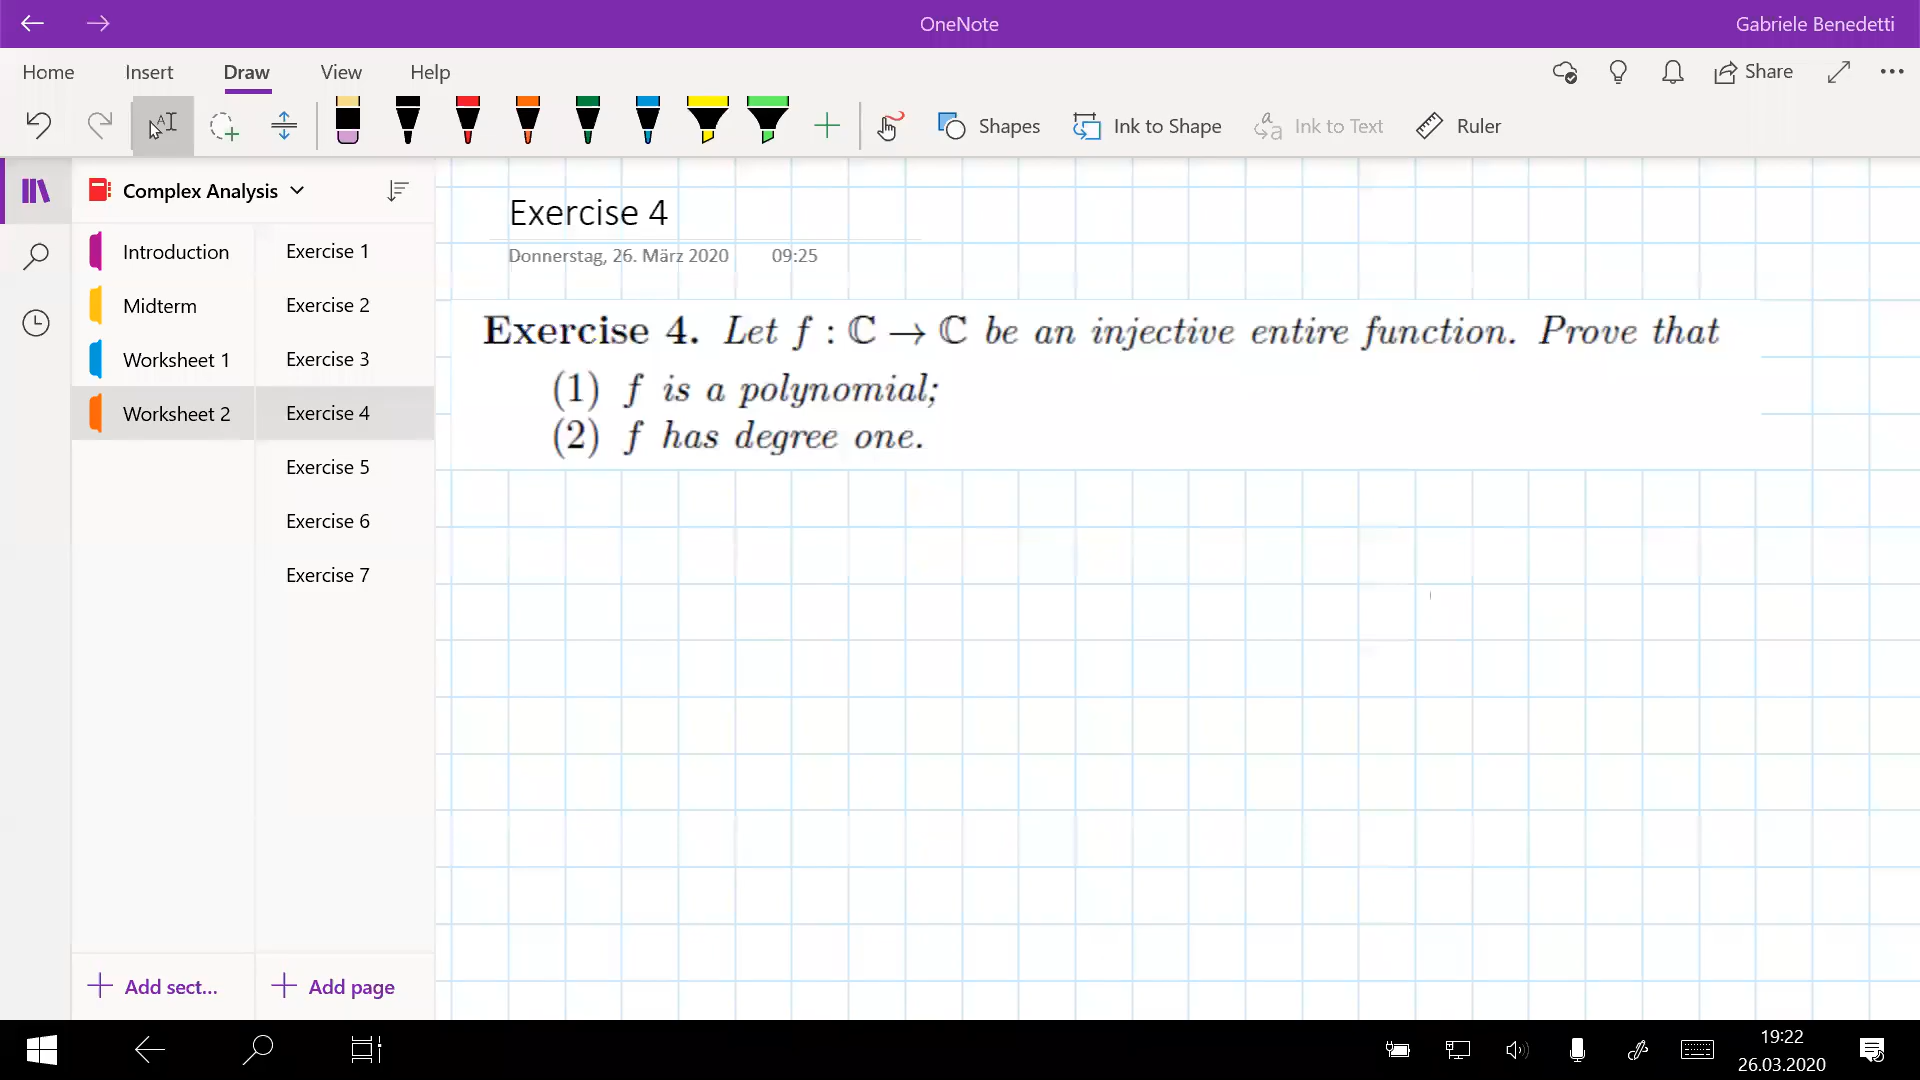 OneNote
Gabriele Benedetti
Home Insert Draw View Help
Share
Shapes Ink to Shape Ink to Text Ruler
Complex Analysis
Introduction
Midterm
Worksheet 1
Worksheet 2
Exercise 1
Exercise 2
Exercise 3
Exercise 4
Exercise 5
Exercise 6
Exercise 7
Exercise 4
Donnerstag, 26. März 2020 09:25
Exercise 4. Let f : ℂ → ℂ be an injective entire function. Prove that
(1) f is a polynomial;
(2) f has degree one.
Add sect...
Add page
19:22
26.03.2020